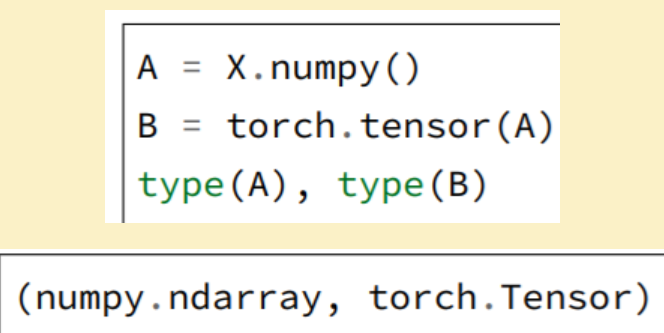 A = X.numpy()
B = torch.tensor(A)
type(A), type(B)
(numpy.ndarray, torch.Tensor)